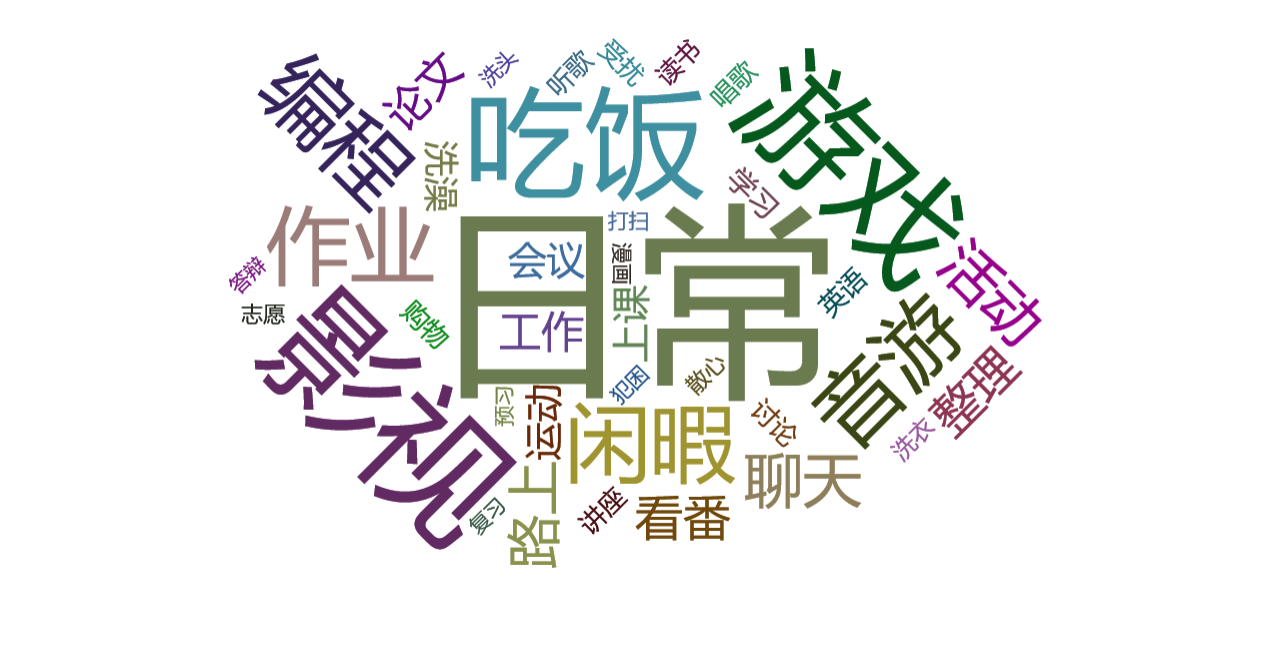 编程
论文
洗头
听歌
受扰
读书
唱歌
游戏
吃饭
洗澡
学习
作业
日常
打扫
会议
漫画
活动
答辩
志愿
购物
影视
工作
上课
英语
音游
整理
犯困
散心
预习
运动
闲暇
讨论
洗衣
聊天
路上
复习
讲座
看番